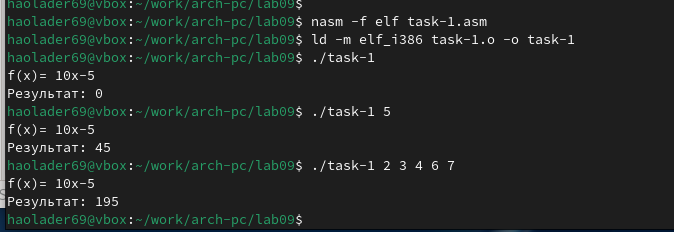 haolader69@vbox:~/work/arch-pc/lab09$
haolader69@vbox:~/work/arch-pc/lab09$ nasm -f elf task-1.asm
haolader69@vbox:~/work/arch-pc/lab09$ ld -m elf_i386 task-1.o -o task-1
haolader69@vbox:~/work/arch-pc/lab09$ ./task-1
f(x)= 10x-5
Результат: 0
haolader69@vbox:~/work/arch-pc/lab09$ ./task-1 5
f(x)= 10x-5
Результат: 45
haolader69@vbox:~/work/arch-pc/lab09$ ./task-1 2 3 4 6 7
f(x)= 10x-5
Результат: 195
haolader69@vbox:~/work/arch-pc/lab09$